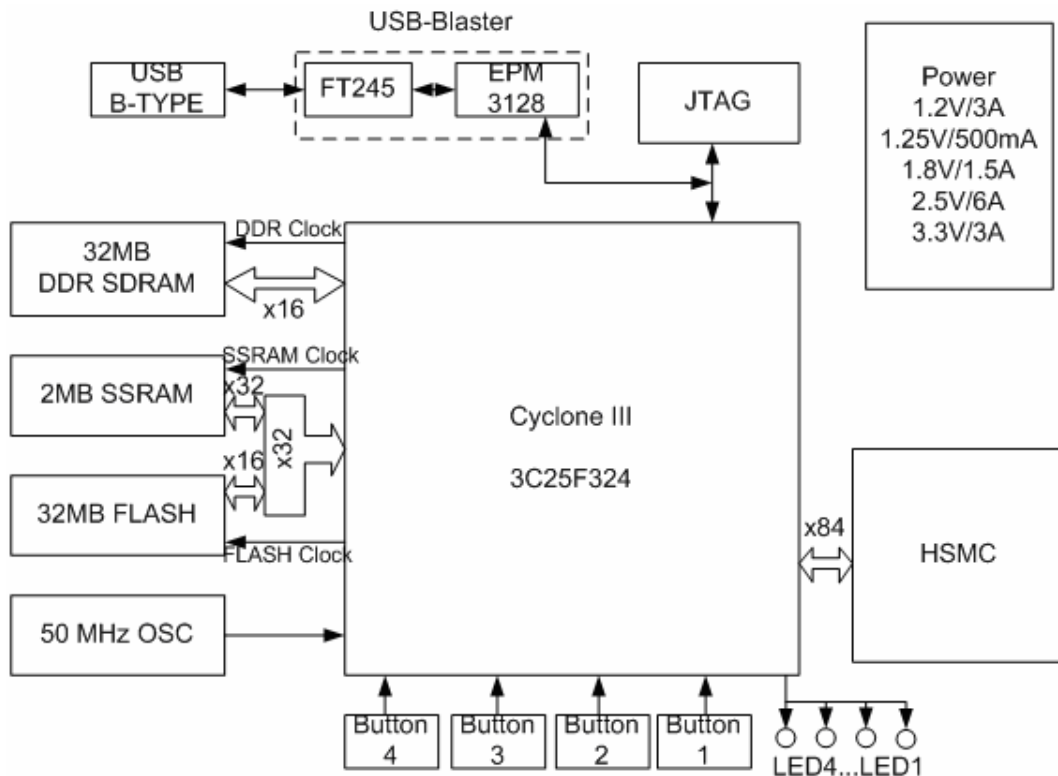 USB-Blaster
USB
B-TYPE
FT245
EPM
3128
JTAG
Power
1.2V/3A
1.25V/500mA
1.8V/1.5A
2.5V/6A
3.3V/3A
32MB
DDR SDRAM
DDR Clock
x16
2MB SSRAM
SSRAM Clock
x32
x32
x16
32MB FLASH
FLASH Clock
50 MHz OSC
Cyclone III
3C25F324
x84
HSMC
Button
4
Button
3
Button
2
Button
1
LED4...LED1